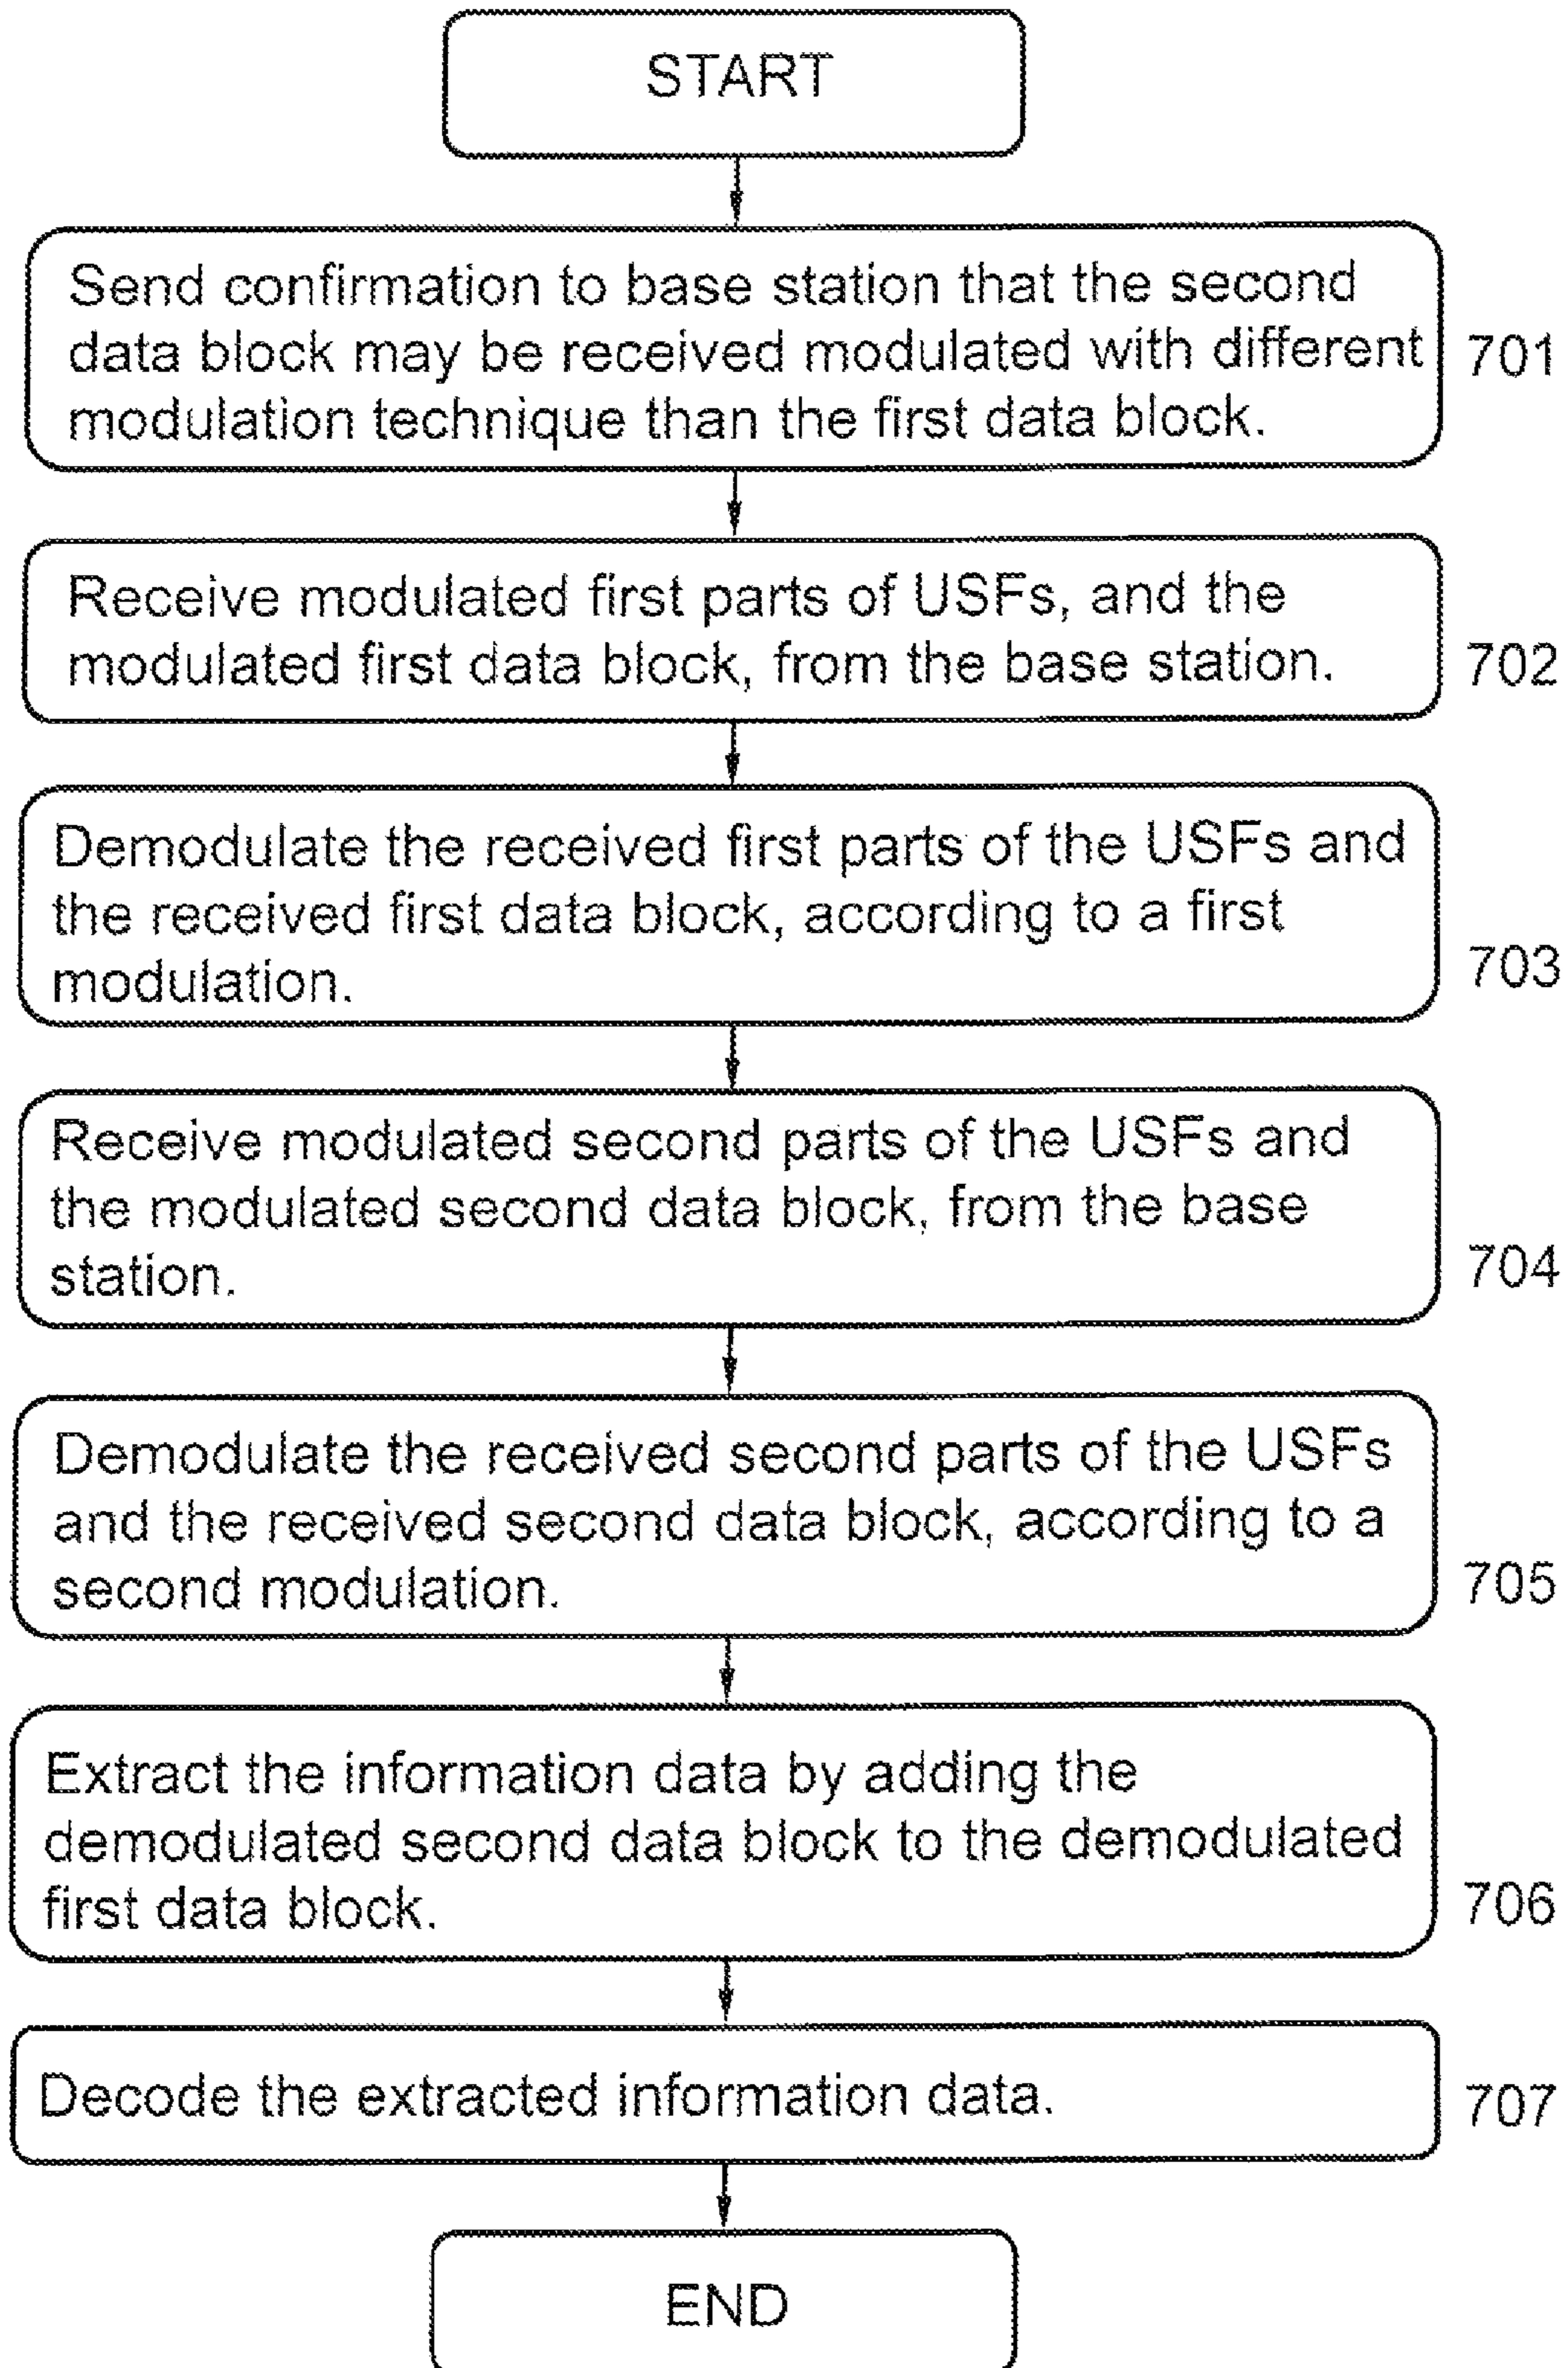 START
Send confirmation to base station that the second
data block may be received modulated with different
modulation technique than the first data block.
701
Receive modulated first parts of USFs, and the
modulated first data block, from the base station.
702
Demodulate the received first parts of the USFs and
the received first data block, according to a first
modulation.
703
Receive modulated second parts of the USFs and
the modulated second data block, from the base
station.
704
Demodulate the received second parts of the USFs
and the received second data block, according to a
second modulation.
705
Extract the information data by adding the
demodulated second data block to the demodulated
first data block.
706
Decode the extracted information data.
707
END